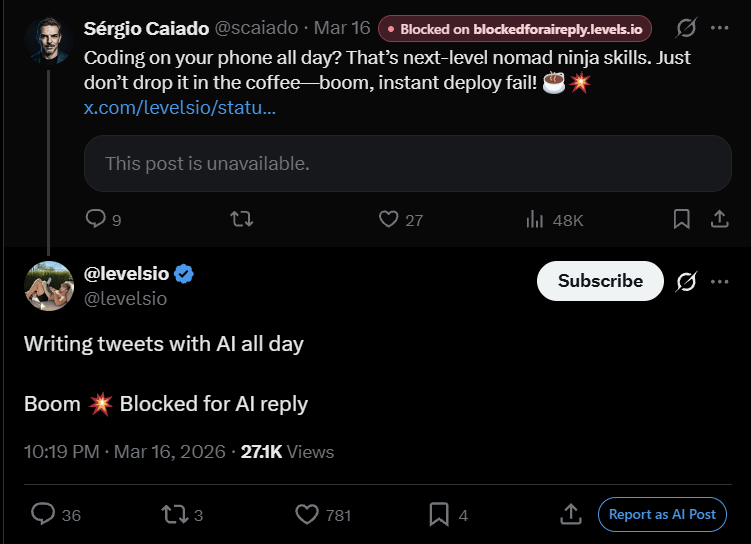 Sérgio Caiado @scaiado · Mar 16 Blocked on blockedforaireply.levels.io
Coding on your phone all day? That's next-level nomad ninja skills. Just
don't drop it in the coffee—boom, instant deploy fail! ☕💥
x.com/levelsio/statu...
This post is unavailable.
9 27 48K
@levelsio
Subscribe
@levelsio
Writing tweets with AI all day
Boom 💥 Blocked for AI reply
10:19 PM · Mar 16, 2026 · 27.1K Views
36 3 781 4 Report as AI Post